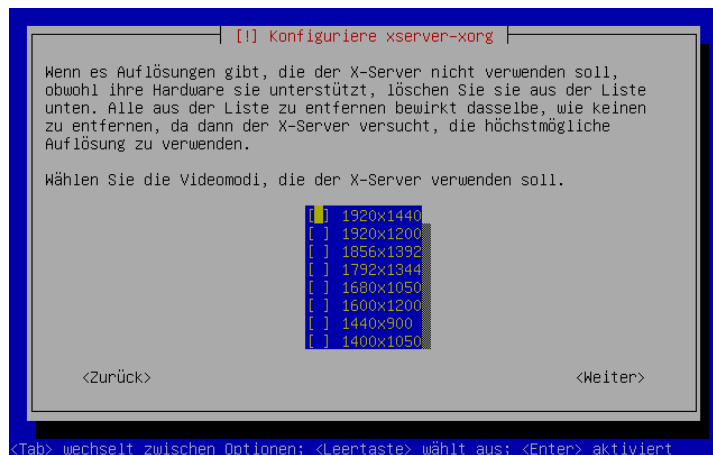 [!] Konfiguriere xserver-xorg
Wenn es Auflösungen gibt, die der X-Server nicht verwenden soll,
obwohl ihre Hardware sie unterstützt, löschen Sie sie aus der Liste
unten. Alle aus der Liste zu entfernen bewirkt dasselbe, wie keinen
zu entfernen, da dann der X-Server versucht, die höchstmögliche
Auflösung zu verwenden.
Wählen Sie die Videomodi, die der X-Server verwenden soll.
[ ] 1920x1440
[ ] 1920x1200
[ ] 1856x1392
[ ] 1792x1344
[ ] 1680x1050
[ ] 1600x1200
[ ] 1440x900
[ ] 1400x1050
<Zurück> <Weiter>
<Tab> wechselt zwischen Optionen; <Leertaste> wählt aus; <Enter> aktiviert